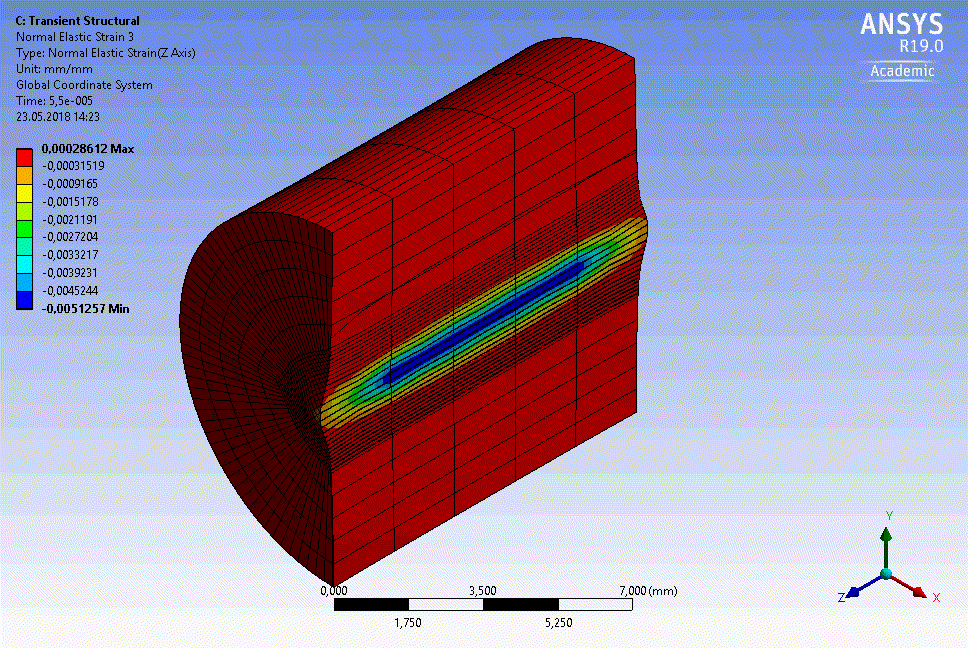 C: Transient Structural
Normal Elastic Strain 3
Type: Normal Elastic Strain(Z Axis)
Unit: mm/mm
Global Coordinate System
Time: 5,5e-005
23.05.2018 14:23
0,00028612 Max
-0,00031519
-0,0009165
-0,0015178
-0,0021191
-0,0027204
-0,0033217
-0,0039231
-0,0045244
-0,0051257 Min
ANSYS
R19.0
Academic
0,000 3,500 7,000 (mm)
1,750 5,250
Y
Z X